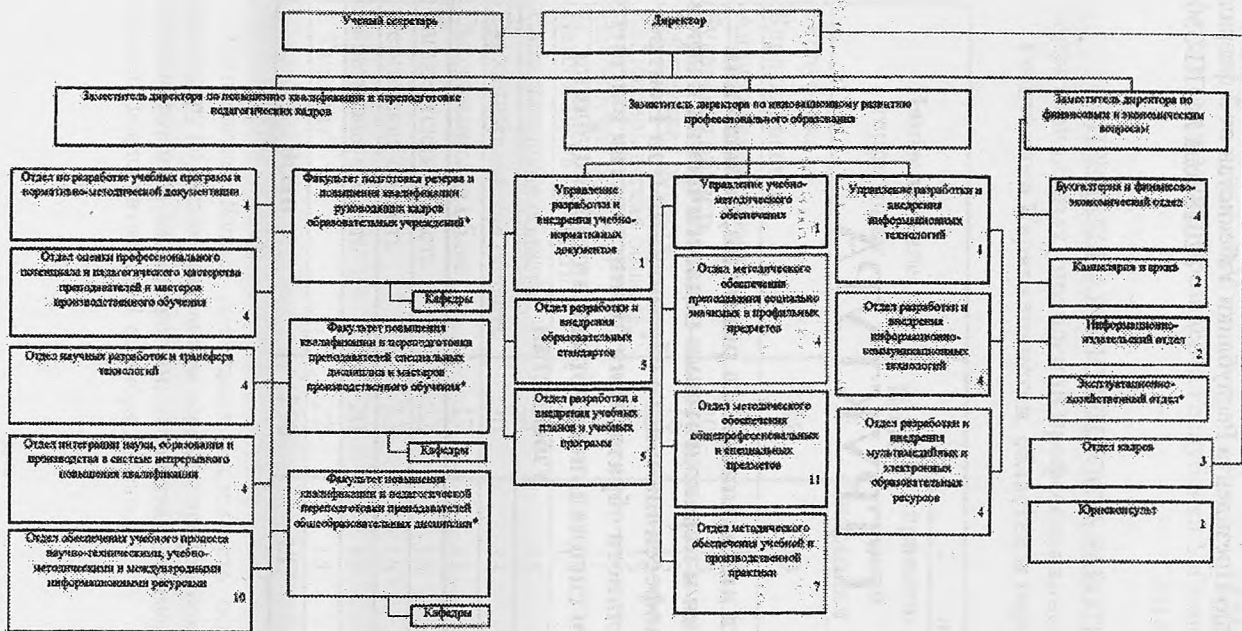 Ученый секретарь
Директор
Заместитель директора по повышению квалификации и переподготовке
педагогических кадров
Заместитель директора по инновационному развитию
профессионального образования
Заместитель директора по
финансовым и экономическим
вопросам
Отдел по разработке учебных программ и
нормативно-методической документации
4
Отдел оценки профессионального
потенциала и педагогического мастерства
преподавателей и мастеров
производственного обучения
4
Отдел научных разработок и трансфера
технологий
4
Отдел интеграции науки, образования и
производства в системе непрерывного
повышения квалификации
4
Отдел обеспечения учебного процесса
научно-техническими, учебно-
методическими и международными
информационными ресурсами
10
Факультет подготовки резерва и
повышения квалификации
руководящих кадров
образовательных учреждений*
Кафедры
Факультет повышения
квалификации и переподготовки
преподавателей специальных
дисциплин и мастеров
производственного обучения*
Кафедры
Факультет повышения
квалификации и педагогической
переподготовки преподавателей
общеобразовательных дисциплин*
Кафедры
Управление
разработки и
внедрения учебно-
нормативных
документов
1
Отдел разработки и
внедрения
образовательных
стандартов
5
Отдел разработки и
внедрения учебных
планов и учебных
программ
5
Управление учебно-
методического
обеспечения
1
Отдел методического
обеспечения
преподавания социально
значимых и профильных
предметов
4
Отдел методического
обеспечения
общепрофессиональных
и специальных
предметов
11
Отдел методического
обеспечения учебной и
производственной
практики
7
Управление разработки и
внедрения
информационных
технологий
1
Отдел разработки и
внедрения
информационно-
коммуникационных
технологий
4
Отдел разработки и
внедрения
мультимедийных и
электронных
образовательных
ресурсов
4
Бухгалтерия и финансово-
экономический отдел
4
Канцелярия и архив
2
Информационно-
издательский отдел
2
Эксплуатационно-
хозяйственный отдел*
Отдел кадров
3
Юрисконсульт
1